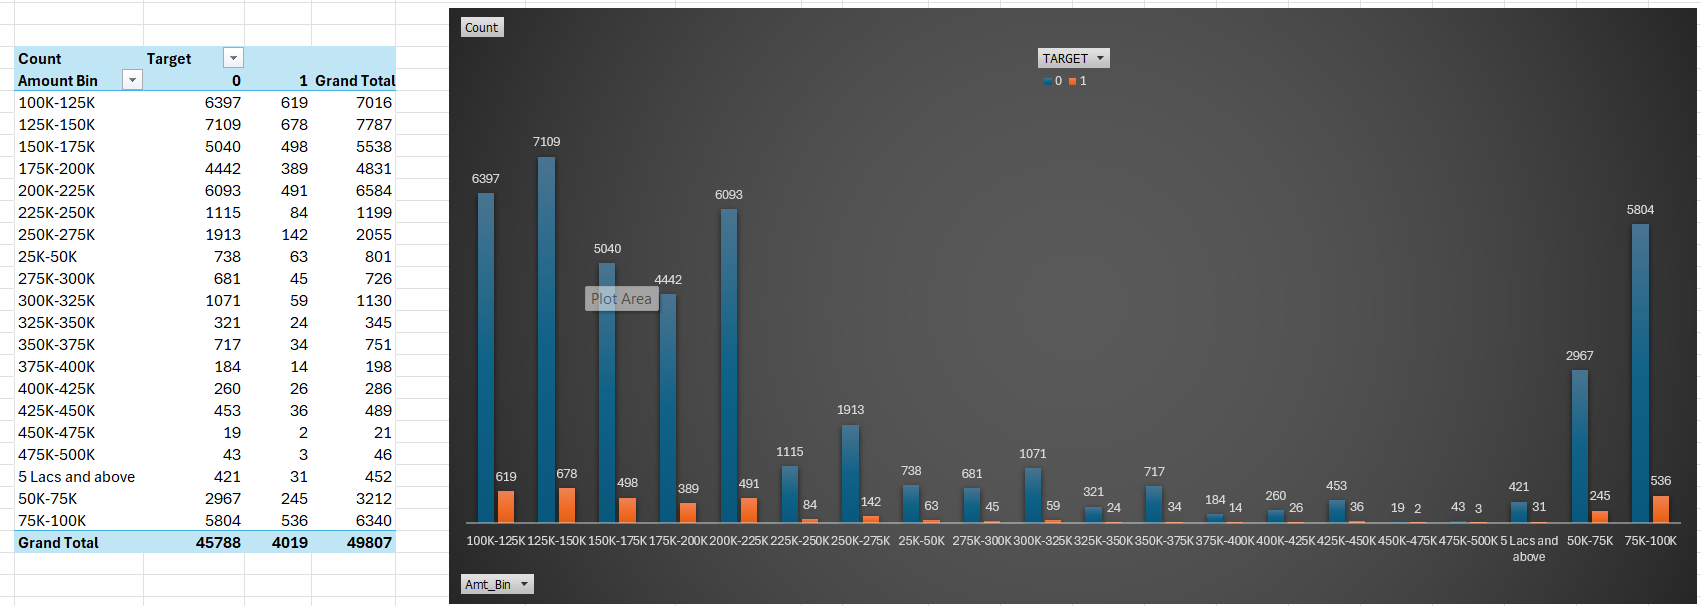 Count Target
Amount Bin 0 1 Grand Total
100K-125K 6397 619 7016
125K-150K 7109 678 7787
150K-175K 5040 498 5538
175K-200K 4442 389 4831
200K-225K 6093 491 6584
225K-250K 1115 84 1199
250K-275K 1913 142 2055
25K-50K 738 63 801
275K-300K 681 45 726
300K-325K 1071 59 1130
325K-350K 321 24 345
350K-375K 717 34 751
375K-400K 184 14 198
400K-425K 260 26 286
425K-450K 453 36 489
450K-475K 19 2 21
475K-500K 43 3 46
5 Lacs and above 421 31 452
50K-75K 2967 245 3212
75K-100K 5804 536 6340
Grand Total 45788 4019 49807
Count
TARGET
0 1
6397 619 7109 678 5040 498 4442 389 6093 491 1115 84 1913 142 738 63 681 45 1071 59 321 24 717 34 184 14 260 26 453 36 19 2 43 3 421 31 2967 245 5804 536
Plot Area
100K-125K 125K-150K 150K-175K 175K-200K 200K-225K 225K-250K 250K-275K 25K-50K 275K-300K 300K-325K 325K-350K 350K-375K 375K-400K 400K-425K 425K-450K 450K-475K 475K-500K 5 Lacs and 50K-75K 75K-100K
above
Amt_Bin